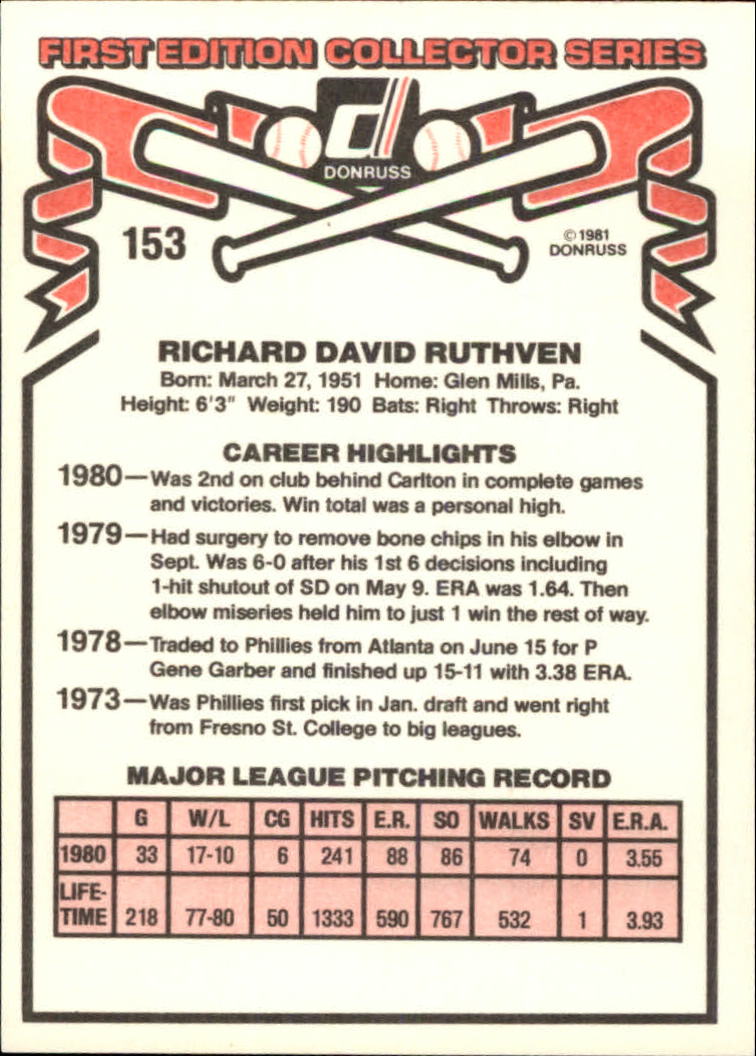 FIRST EDITION COLLECTOR SERIES
d
DONRUSS
153
© 1981
DONRUSS
RICHARD DAVID RUTHVEN
Born: March 27, 1951 Home: Glen Mills, Pa.
Height: 6'3" Weight: 190 Bats: Right Throws: Right
CAREER HIGHLIGHTS
1980—Was 2nd on club behind Carlton in complete games
and victories. Win total was a personal high.
1979—Had surgery to remove bone chips in his elbow in
Sept. Was 6-0 after his 1st 6 decisions including
1-hit shutout of SD on May 9. ERA was 1.64. Then
elbow miseries held him to just 1 win the rest of way.
1978—Traded to Phillies from Atlanta on June 15 for P
Gene Garber and finished up 15-11 with 3.38 ERA.
1973—Was Phillies first pick in Jan. draft and went right
from Fresno St. College to big leagues.
MAJOR LEAGUE PITCHING RECORD
G W/L CG HITS E.R. SO WALKS SV E.R.A.
1980 33 17-10 6 241 88 86 74 0 3.55
LIFE-
TIME 218 77-80 50 1333 590 767 532 1 3.93